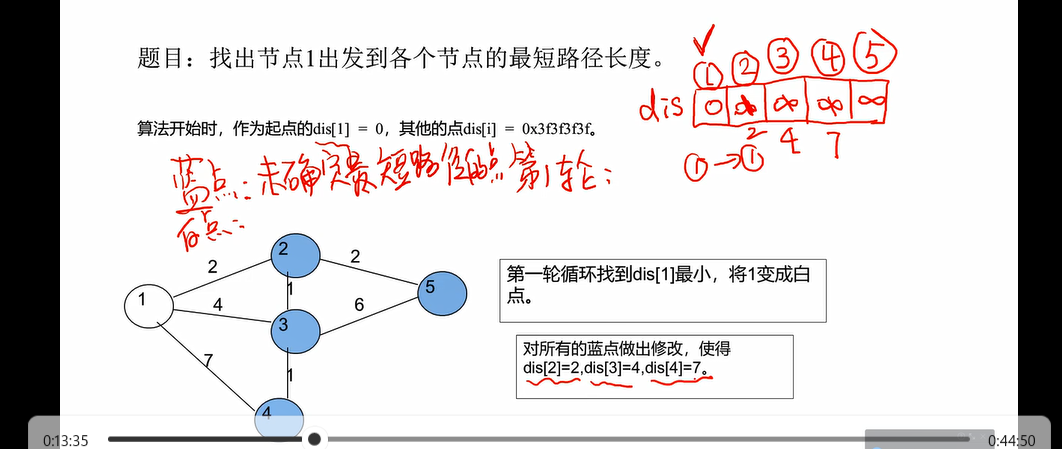 题目：找出节点1出发到各个节点的最短路径长度。
✓
① ② ③ ④ ⑤
dis 0 ∞ ∞ ∞ ∞
2 4 7
①→①
算法开始时，作为起点的dis[1] = 0，其他的点dis[i] = 0x3f3f3f3f。
蓝点：未确定最短路径的点 第1轮：
白点：
1
2
3
4
5
2
4
7
1
1
2
6
第一轮循环找到dis[1]最小，将1变成白
点。
对所有的蓝点做出修改，使得
dis[2]=2,dis[3]=4,dis[4]=7。
0:13:35
0:44:50